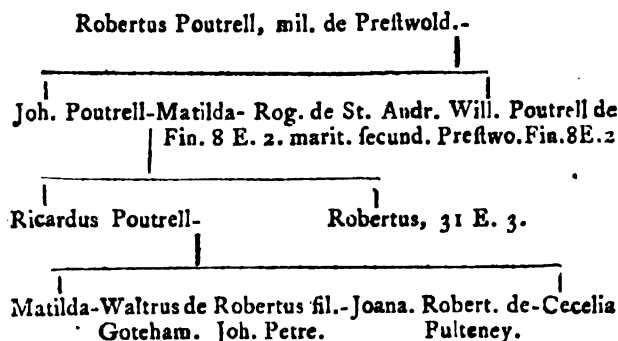 Robertus Poutrell, mil. de Preſtwold.-
Joh. Poutrell-Matilda- Rog. de St. Andr. Will. Poutrell de
Fin. 8 E. 2. marit. ſecund. Preſtwo. Fin. 8E.2
Ricardus Poutrell- Robertus, 31 E. 3.
Matilda-Waltrus de Robertus fil.-Joana. Robert. de-Cecelia
Goteham. Joh. Petre. Pulteney.